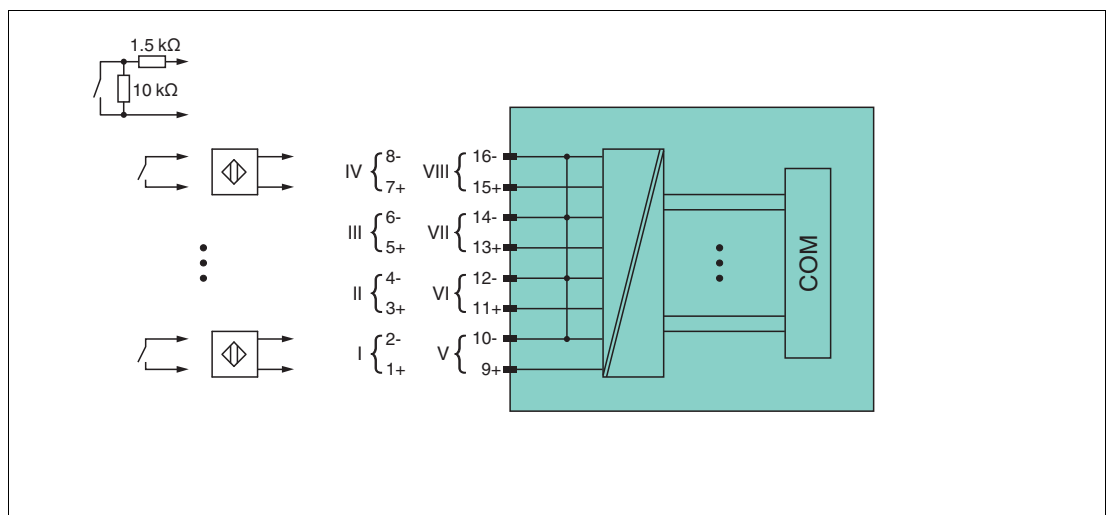 1.5 kΩ
10 kΩ
IV 8- VIII 16-
7+ 15+
III 6- VII 14-
5+ 13+
II 4- VI 12-
3+ 11+
I 2- V 10-
1+ 9+
COM